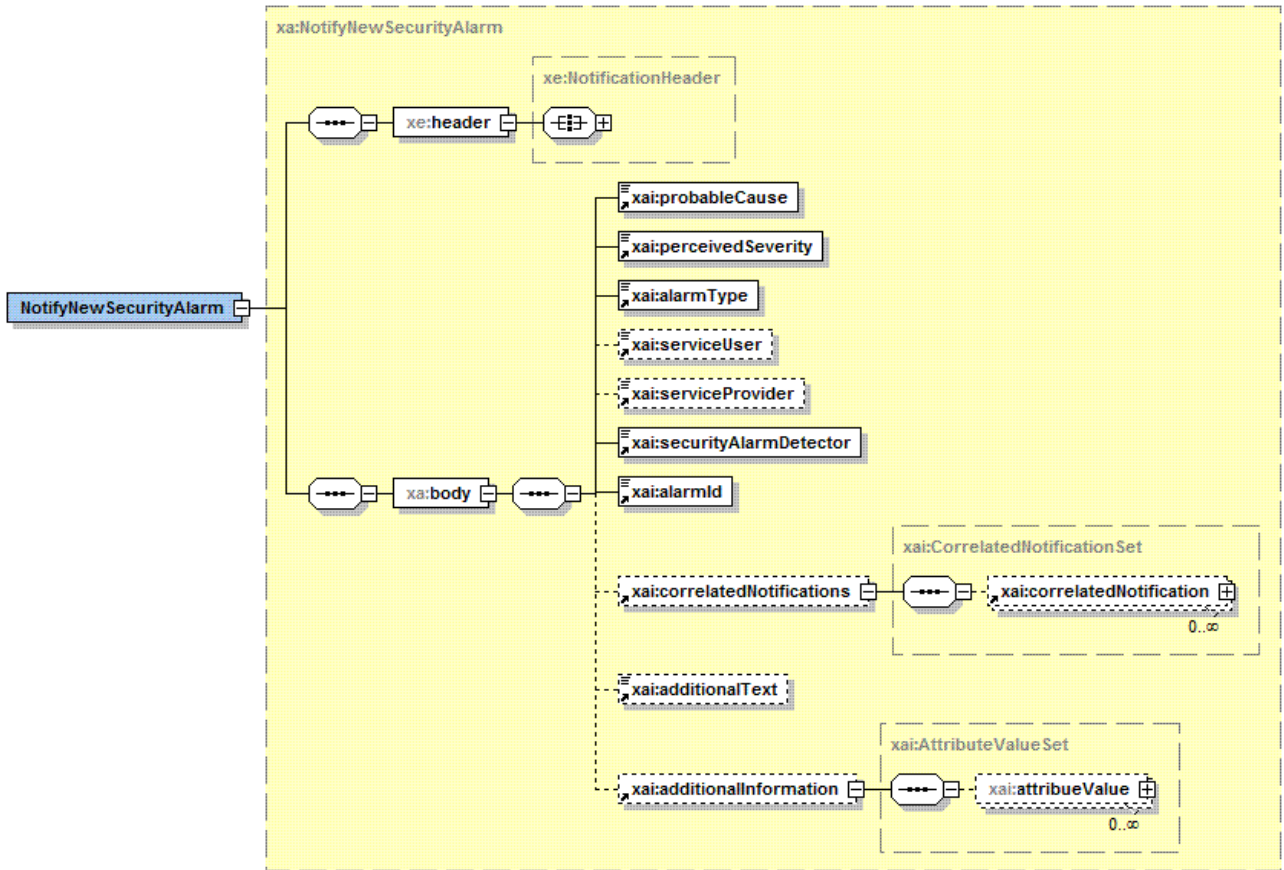 xa:NotifyNewSecurityAlarm
xe:NotificationHeader
xe:header
xai:probableCause
xai:perceivedSeverity
xai:alarmType
NotifyNewSecurityAlarm
xai:serviceUser
xai:serviceProvider
xai:securityAlarmDetector
xa:body
xai:alarmId
xai:CorrelatedNotificationSet
xai:correlatedNotifications
xai:correlatedNotification
0..∞
xai:additionalText
xai:AttributeValueSet
xai:additionalInformation
xai:attribueValue
0..∞